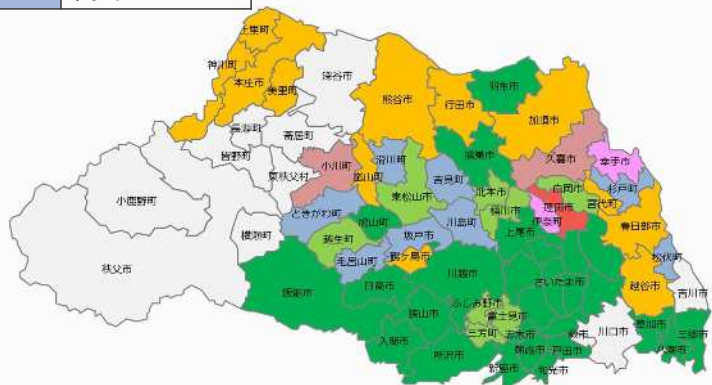 上里町
神川町
本庄市
美里町
深谷市
熊谷市
行田市
羽生市
加須市
長瀞町
寄居町
皆野町
東秩父村
小川町
嵐山町
滑川町
東松山市
吉見町
鴻巣市
久喜市
幸手市
小鹿野町
ときがわ町
北本市
桶川市
白岡市
杉戸町
宮代町
蓮田市
伊奈町
鳩山町
川島町
上尾市
春日部市
横瀬町
越生町
坂戸市
松伏町
秩父市
毛呂山町
鶴ヶ島市
川越市
さいたま市
越谷市
吉川市
飯能市
日高市
ふじみ野市
狭山市
富士見市
三芳町
志木市
蕨市
川口市
草加市
三郷市
入間市
所沢市
朝霞市
戸田市
八潮市
新座市
和光市